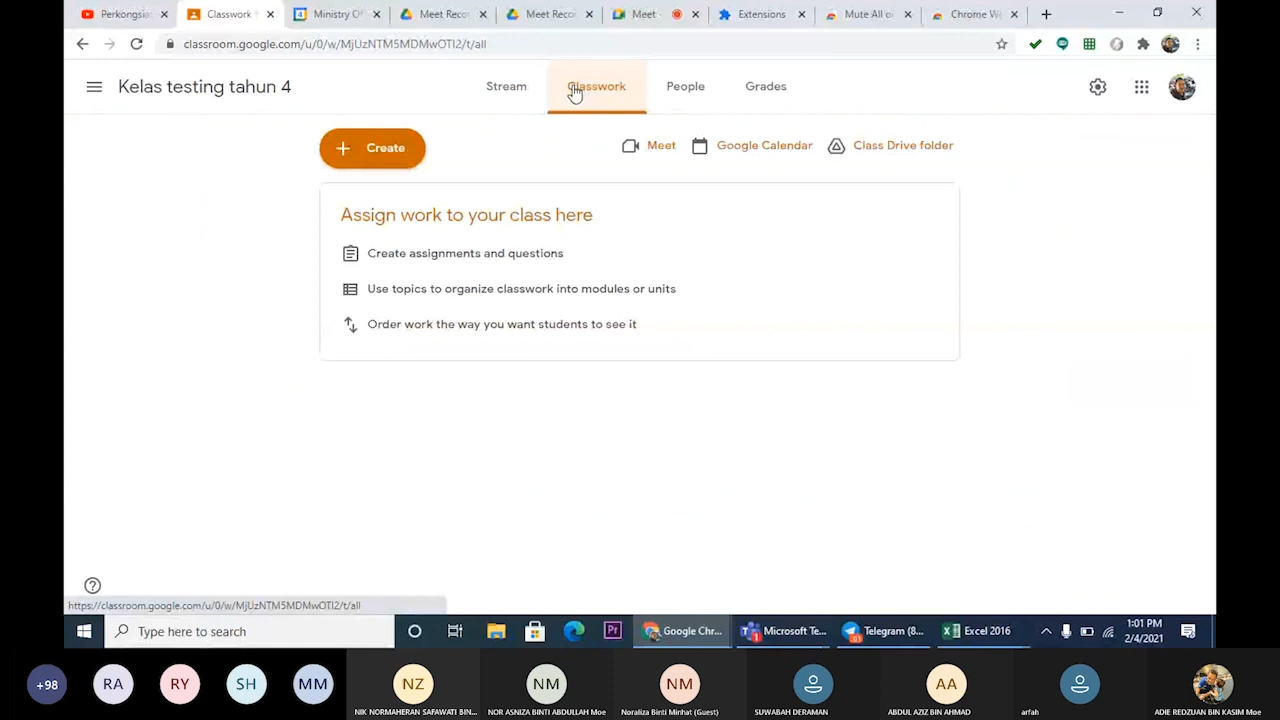 Perkongsia
Classwork
Ministry Of
Meet Reco
Meet Reco
Meet -
Extensions
Mute All o
Chrome W
classroom.google.com/u/0/w/MjUzNTM5MDMwOTI2/t/all
Kelas testing tahun 4
Stream
Classwork
People
Grades
Create
Meet
Google Calendar
Class Drive folder
Assign work to your class here
Create assignments and questions
Use topics to organize classwork into modules or units
Order work the way you want students to see it
https://classroom.google.com/u/0/w/MjUzNTM5MDMwOTI2/t/all
Type here to search
Pr
Google Chr...
Microsoft Te...
Telegram (8...
Excel 2016
1:01 PM
2/4/2021
+98
RA
RY
SH
MM
NZ
NM
NM
AA
NIK NORMAHERAN SAFAWATI BIN...
NOR ASNIZA BINTI ABDULLAH Moe
Noraliza Binti Minhat (Guest)
SUWABAH DERAMAN
ABDUL AZIZ BIN AHMAD
arfah
ADIE REDZUAN BIN KASIM Moe